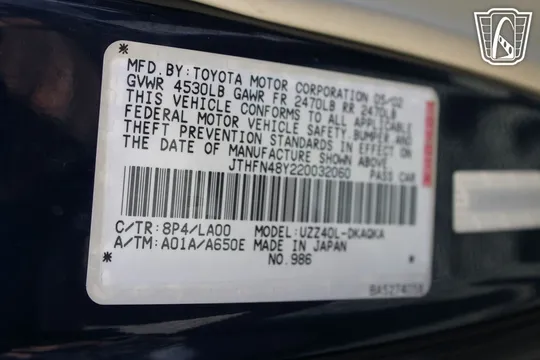 MFD. BY: TOYOTA MOTOR CORPORATION 05/02
GVWR 4530LB GAWR FR 2470LB RR 2470LB
THIS VEHICLE CONFORMS TO ALL APPLICABLE
FEDERAL MOTOR VEHICLE SAFETY, BUMPER AND
THEFT PREVENTION STANDARDS IN EFFECT ON
THE DATE OF MANUFACTURE SHOWN ABOVE.
JTHFN48Y220032060 PASS CAR
C/TR: 8P4/LA00 MODEL: UZZ40L-DKAQKA
A/TM: A01A/A650E MADE IN JAPAN
NO. 986